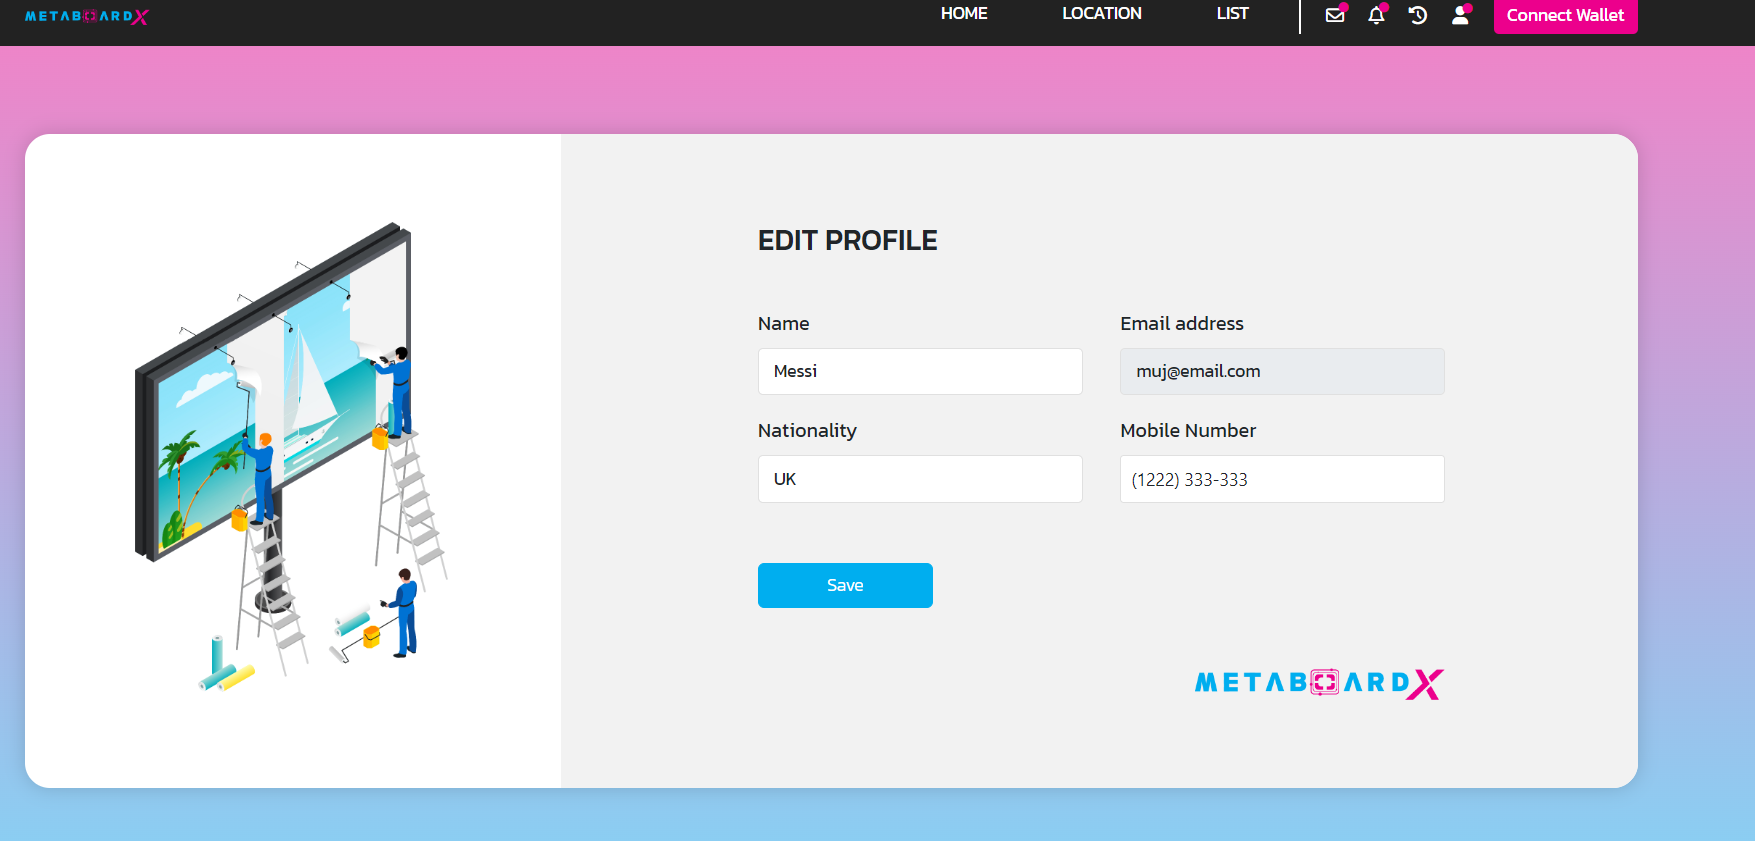 METABOARDX HOME LOCATION LIST Connect Wallet
EDIT PROFILE
Name Email address
Messi muj@email.com
Nationality Mobile Number
UK (1222) 333-333
Save
METABOARDX